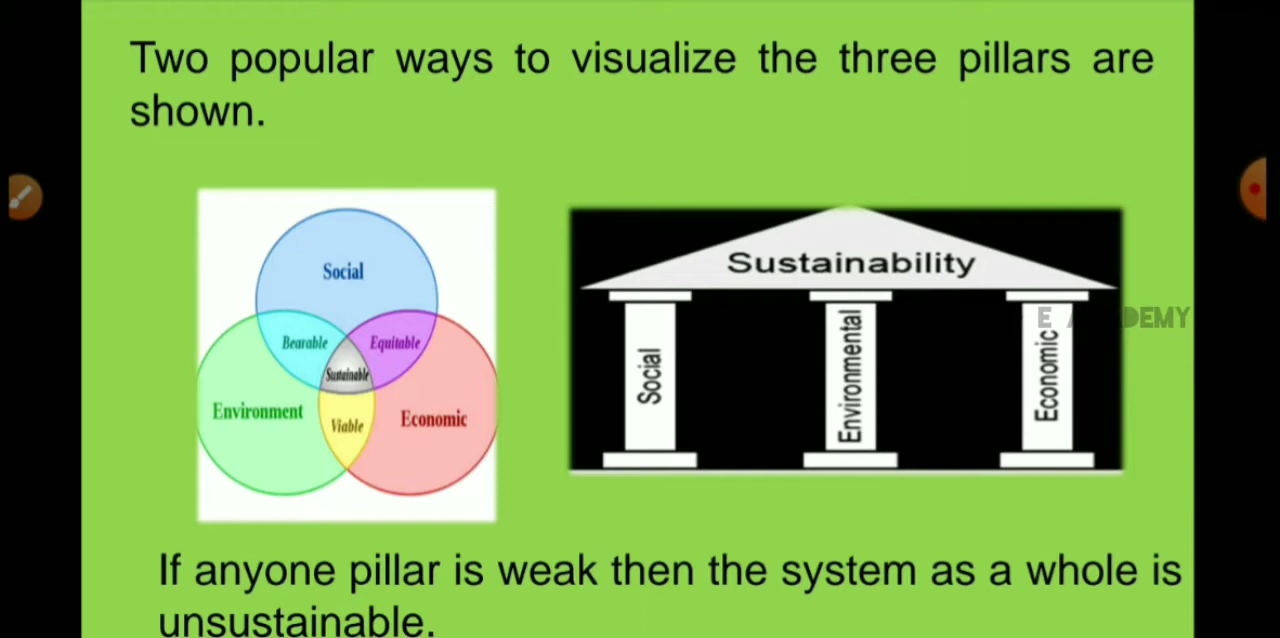 Two popular ways to visualize the three pillars are
shown.
Social
Bearable
Equitable
Sustainable
Environment
Viable
Economic
Sustainability
Social
Environmental
Economic
If anyone pillar is weak then the system as a whole is
unsustainable.